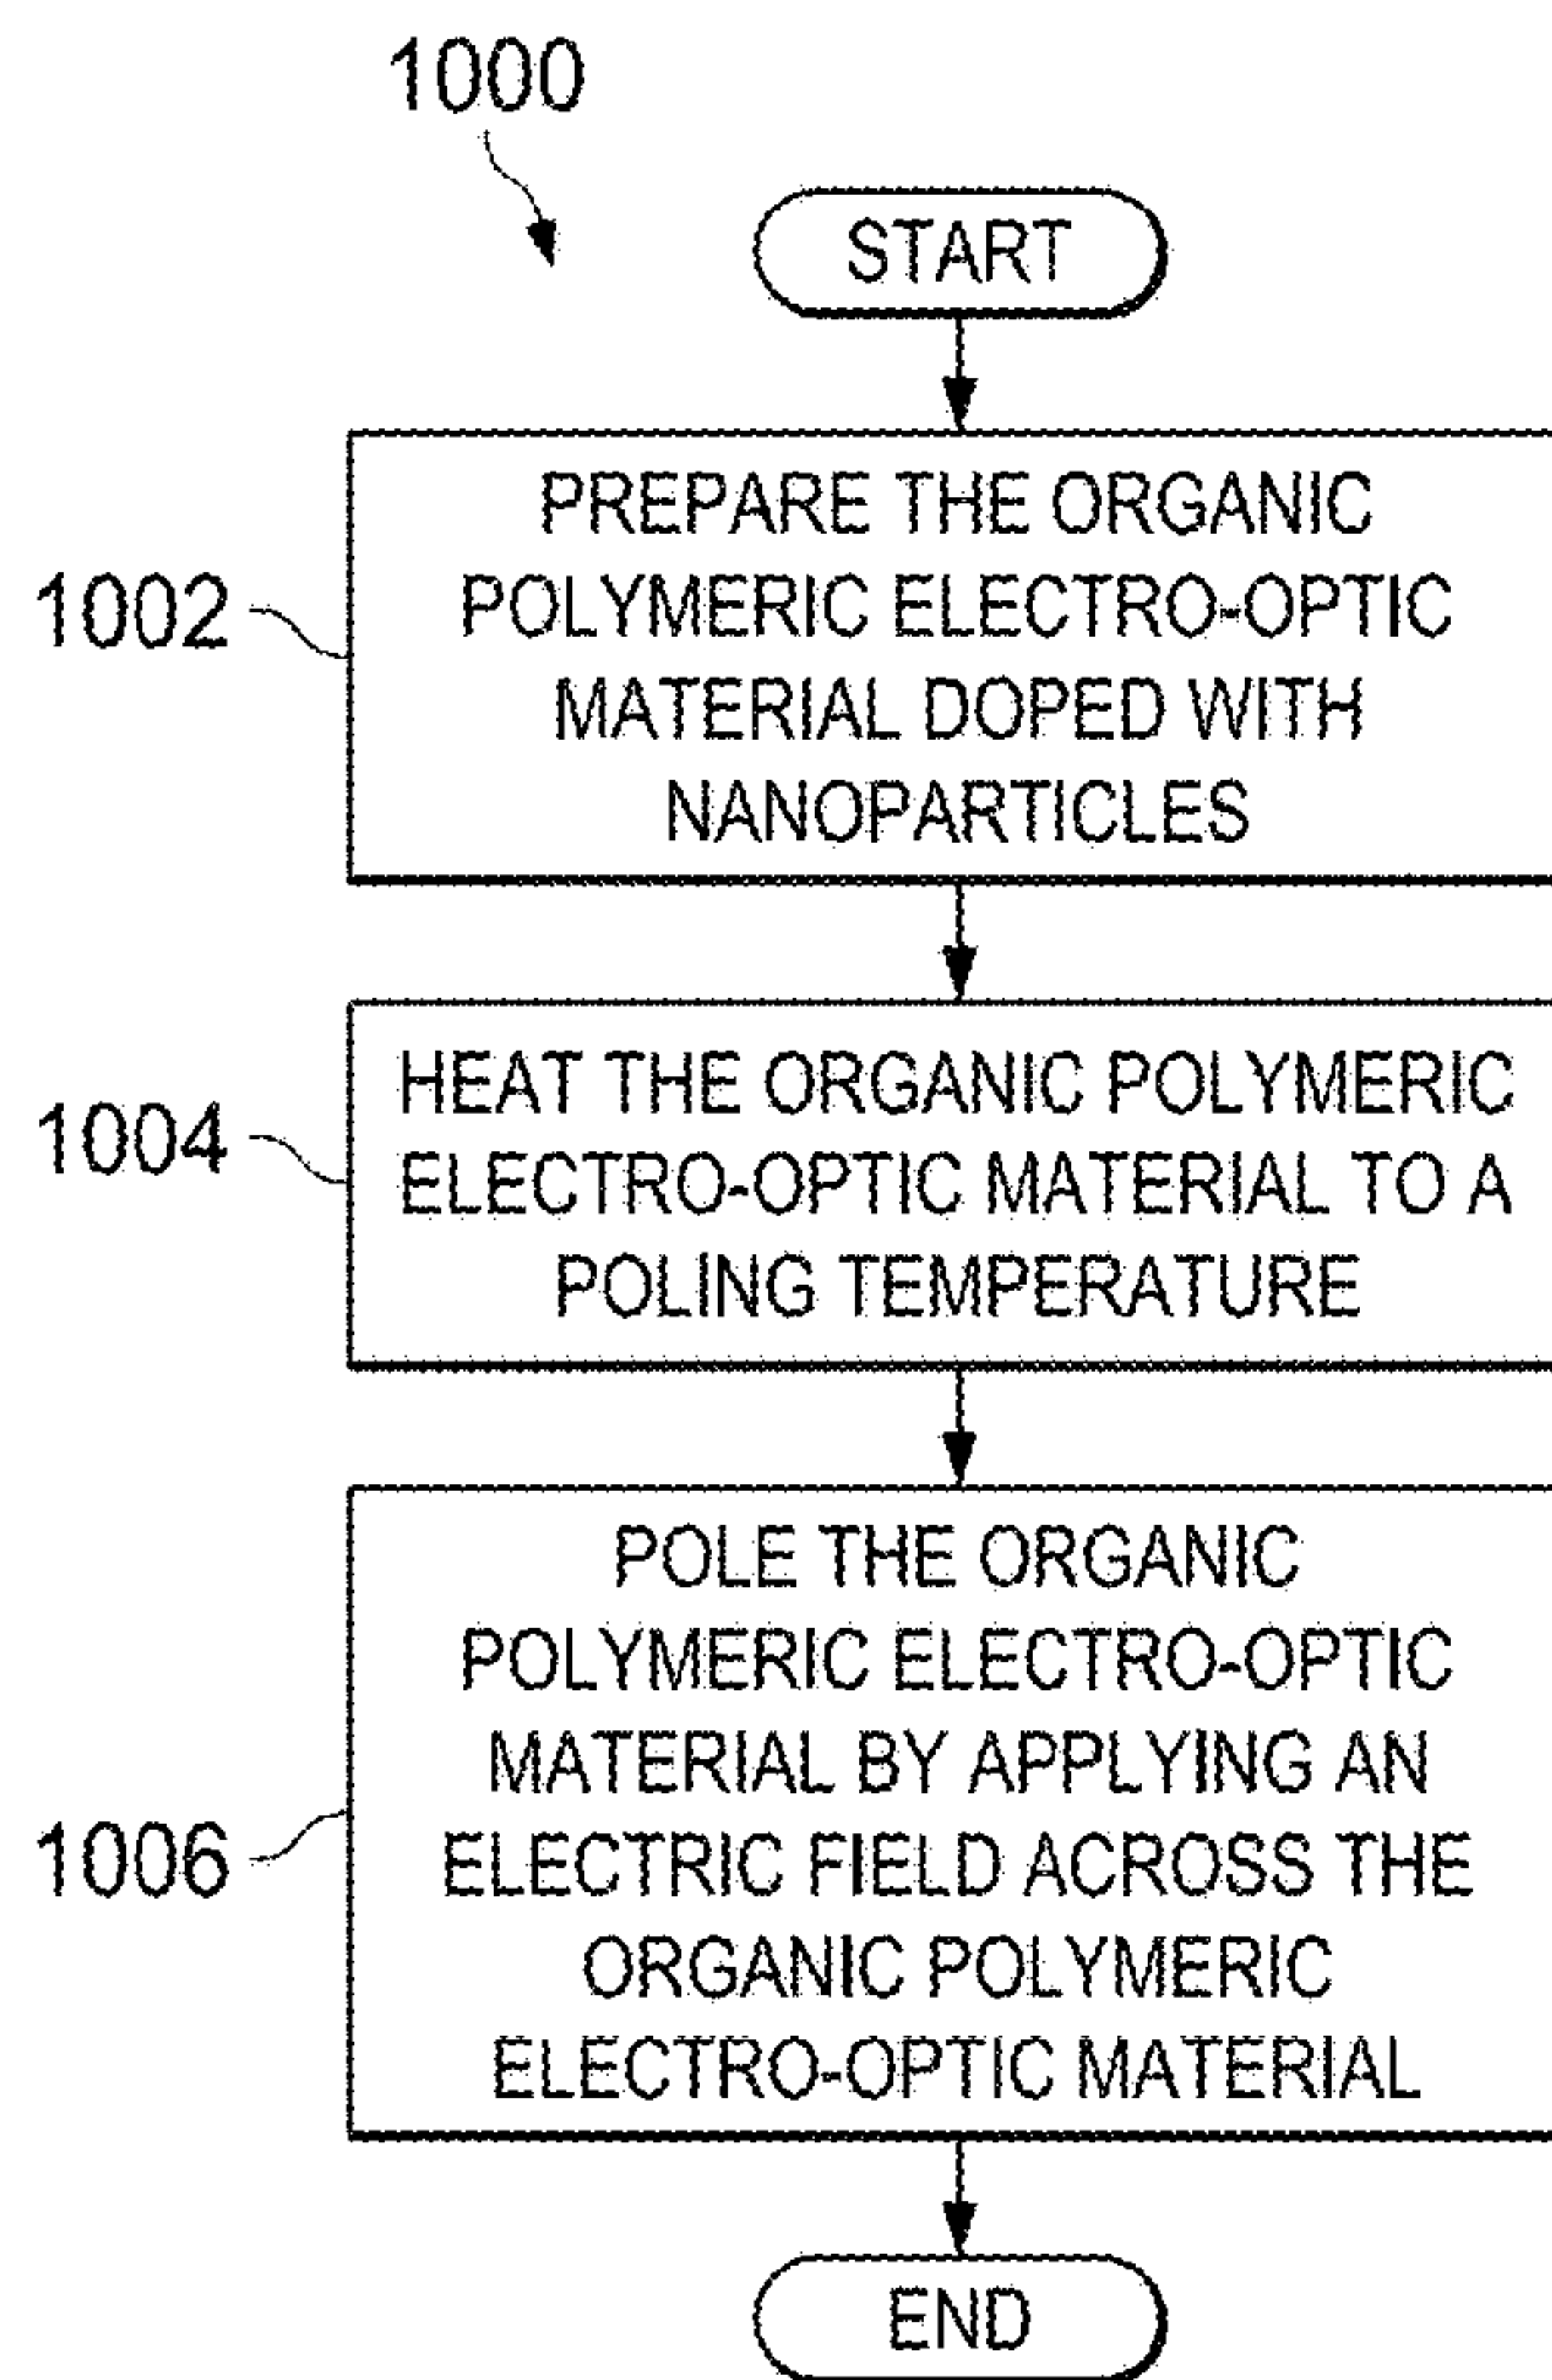 1000
START
PREPARE THE ORGANIC
POLYMERIC ELECTRO-OPTIC
MATERIAL DOPED WITH
NANOPARTICLES
1002
HEAT THE ORGANIC POLYMERIC
ELECTRO-OPTIC MATERIAL TO A
POLING TEMPERATURE
1004
POLE THE ORGANIC
POLYMERIC ELECTRO-OPTIC
MATERIAL BY APPLYING AN
ELECTRIC FIELD ACROSS THE
ORGANIC POLYMERIC
ELECTRO-OPTIC MATERIAL
1006
END